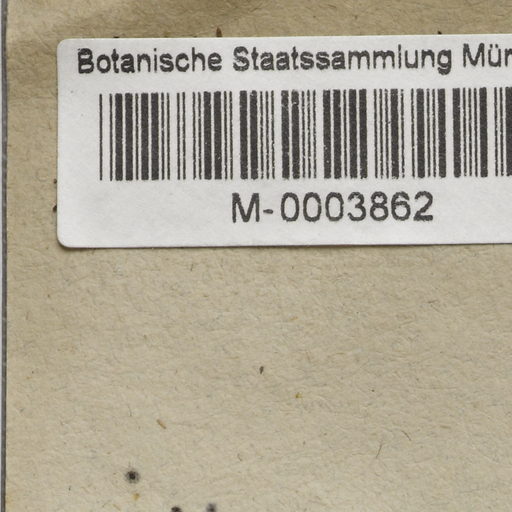 Botanische Staatssammlung Mün
M-0003862